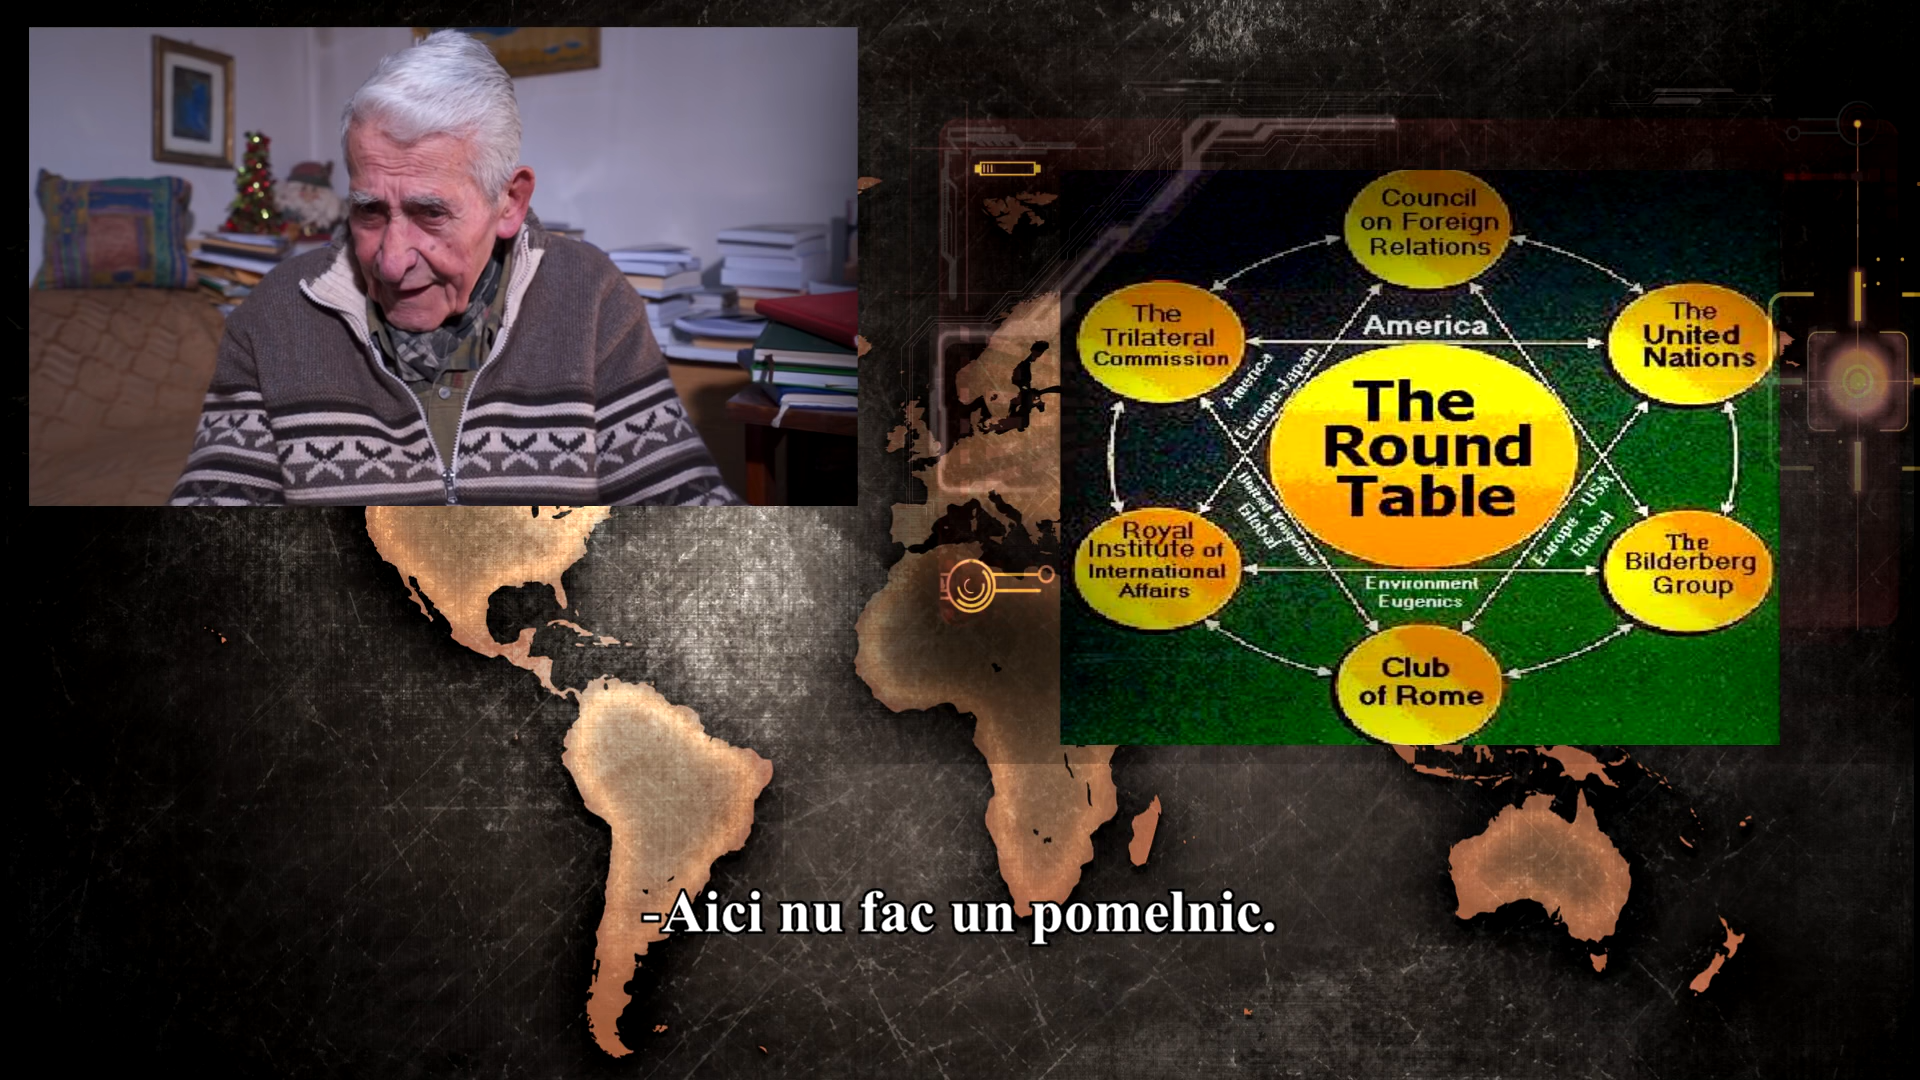 Council
on Foreign
Relations
The
Trilateral
Commission
America
The
United
Nations
America
Europe-Japan
The
Round
Table
United Kingdom
Global
Europe - USA
Global
Royal
Institute of
International
Affairs
Environment
Eugenics
The
Bilderberg
Group
Club
of Rome
-Aici nu fac un pomelnic.